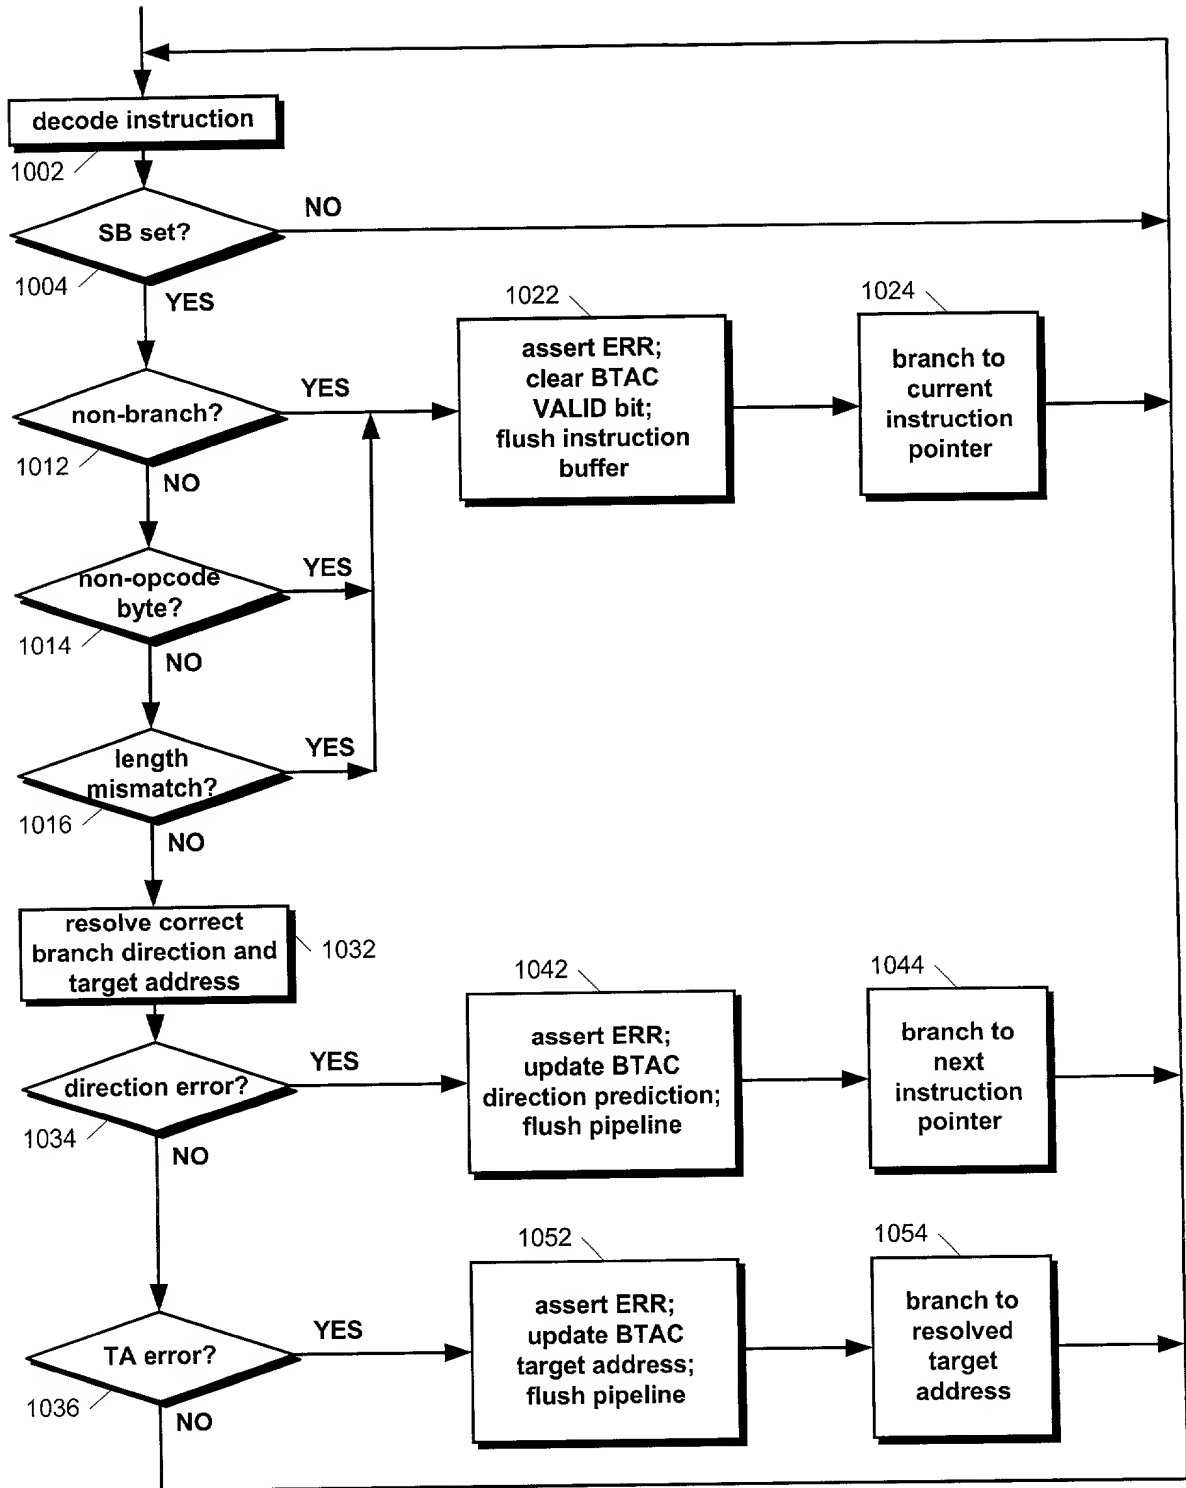 decode instruction
1002
SB set?
NO
1004
YES
1022
1024
assert ERR;
clear BTAC
VALID bit;
flush instruction
buffer
branch to
current
instruction
pointer
non-branch?
YES
1012
NO
non-opcode
byte?
YES
1014
NO
length
mismatch?
YES
1016
NO
resolve correct
branch direction and
target address
1032
1042
1044
assert ERR;
update BTAC
direction prediction;
flush pipeline
branch to
next
instruction
pointer
direction error?
YES
1034
NO
1052
1054
assert ERR;
update BTAC
target address;
flush pipeline
branch to
resolved
target
address
TA error?
YES
1036
NO